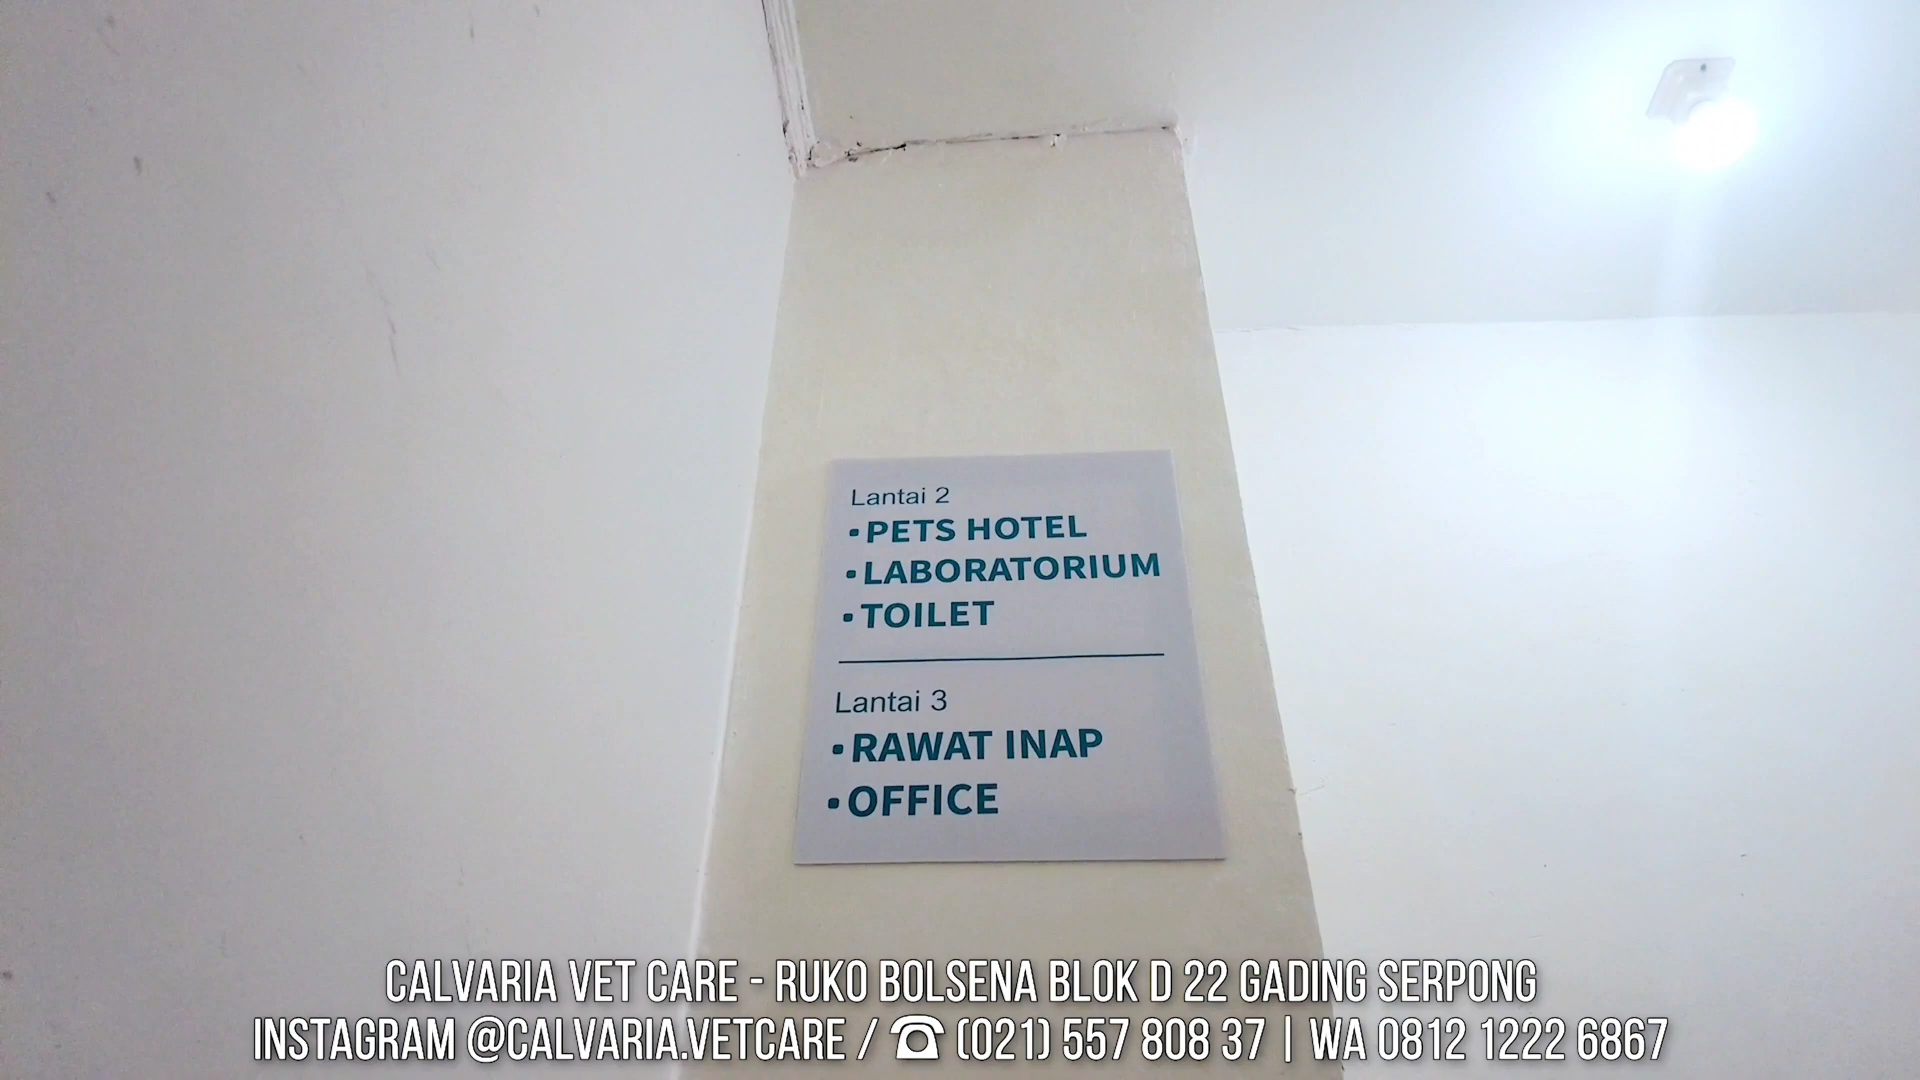 Lantai 2
• PETS HOTEL
• LABORATORIUM
• TOILET
Lantai 3
• RAWAT INAP
• OFFICE
CALVARIA VET CARE - RUKO BOLSENA BLOK D 22 GADING SERPONG
INSTAGRAM @CALVARIA.VETCARE / ☎ (021) 557 808 37 | WA 0812 1222 6867